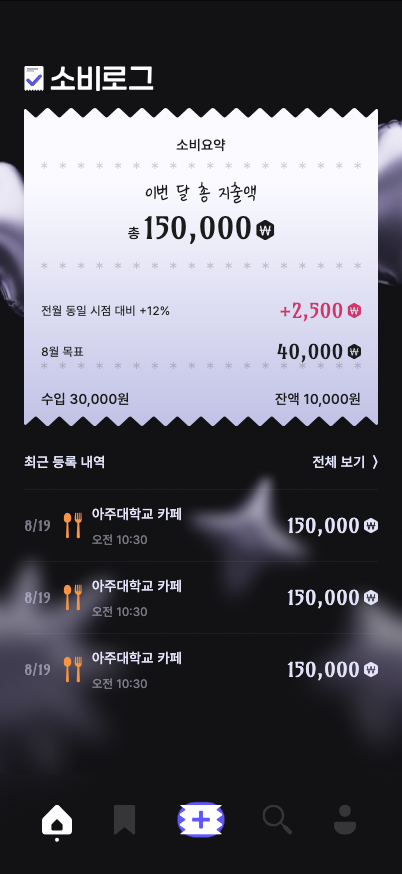 소비로그
소비요약
* * * * * * * * * * * * * * * * * *
이번 달 총 지출액
총 150,000 ₩
* * * * * * * * * * * * * * * * * *
전월 동일 시점 대비 +12% +2,500 ₩
8월 목표 40,000 ₩
* * * * * * * * * * * * * * * * * *
수입 30,000원 잔액 10,000원
최근 등록 내역 전체 보기 〉
8/19 아주대학교 카페 150,000 ₩
오전 10:30
8/19 아주대학교 카페 150,000 ₩
오전 10:30
8/19 아주대학교 카페 150,000 ₩
오전 10:30